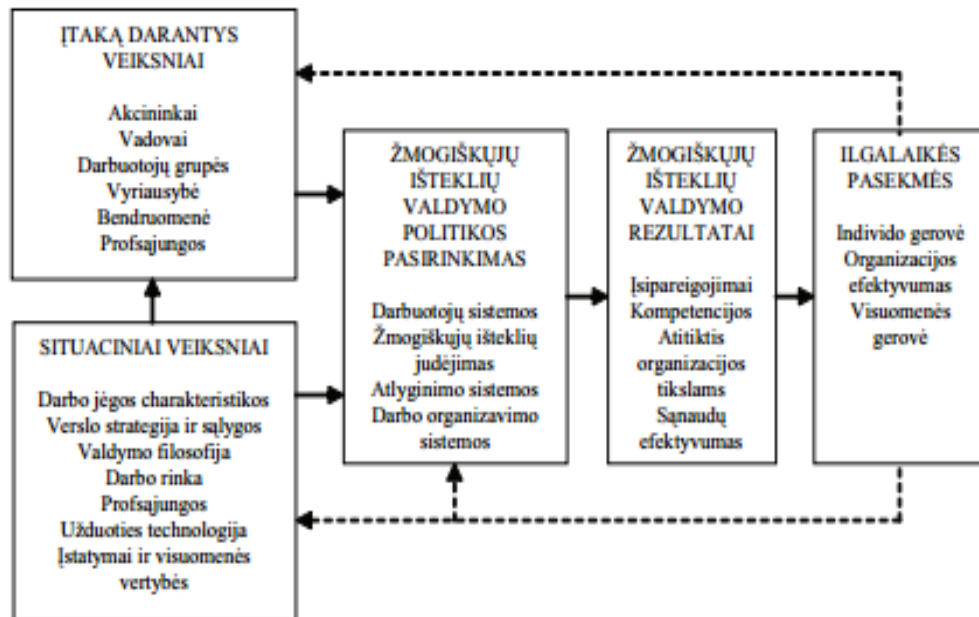 ĮTAKĄ DARANTYS
VEIKSNIAI
Akcininkai
Vadovai
Darbuotojų grupės
Vyriausybė
Bendruomenė
Profsąjungos
SITUACINIAI VEIKSNIAI
Darbo jėgos charakteristikos
Verslo strategija ir sąlygos
Valdymo filosofija
Darbo rinka
Profsąjungos
Užduoties technologija
Įstatymai ir visuomenės
vertybės
ŽMOGIŠKŲJŲ
IŠTEKLIŲ
VALDYMO
POLITIKOS
PASIRINKIMAS
Darbuotojų sistemos
Žmogiškųjų išteklių
judėjimas
Atlyginimo sistemos
Darbo organizavimo
sistemos
ŽMOGIŠKŲJŲ
IŠTEKLIŲ
VALDYMO
REZULTATAI
Įsipareigojimai
Kompetencijos
Atitiktis
organizacijos
tikslams
Sąnaudų
efektyvumas
ILGALAIKĖS
PASEKMĖS
Individo gerovė
Organizacijos
efektyvumas
Visuomenės
gerovė